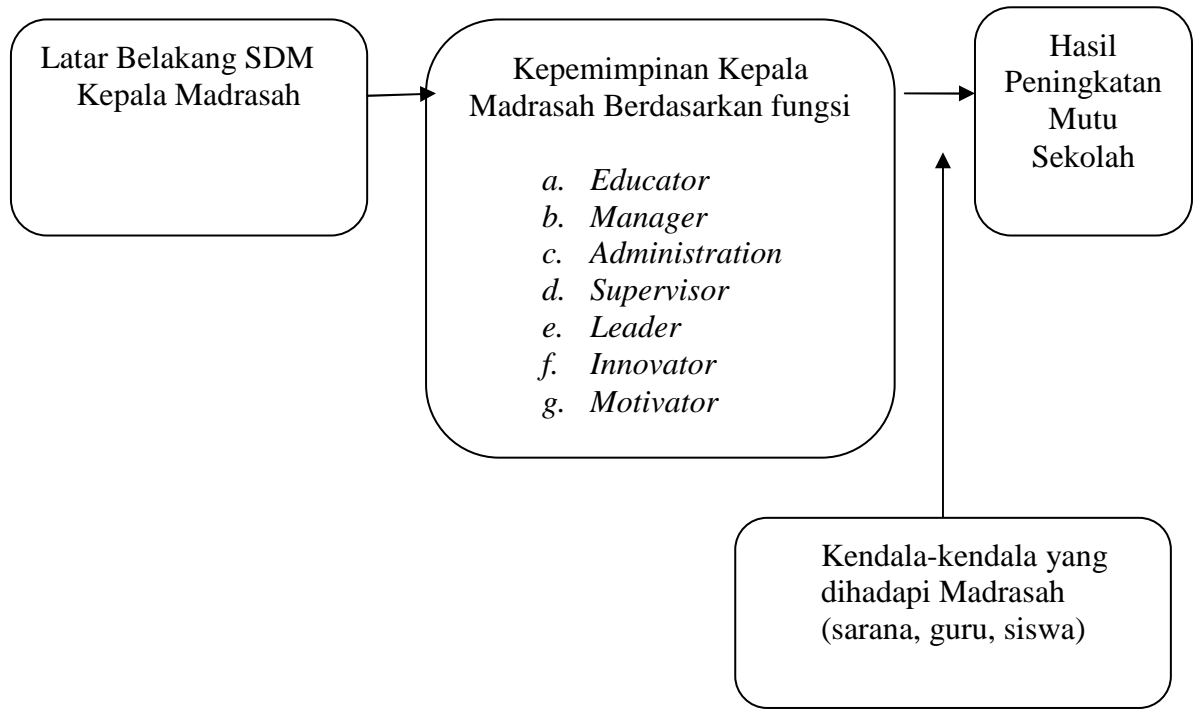 Latar Belakang SDM
Kepala Madrasah
Kepemimpinan Kepala
Madrasah Berdasarkan fungsi
a. Educator
b. Manager
c. Administration
d. Supervisor
e. Leader
f. Innovator
g. Motivator
Hasil
Peningkatan
Mutu
Sekolah
Kendala-kendala yang
dihadapi Madrasah
(sarana, guru, siswa)